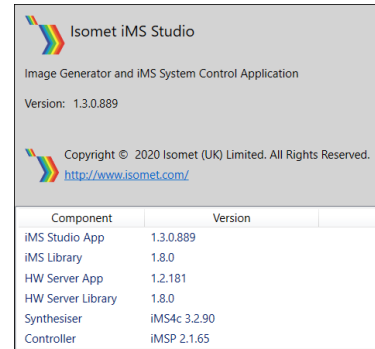 Isomet iMS Studio
Image Generator and iMS System Control Application
Version: 1.3.0.889
Copyright © 2020 Isomet (UK) Limited. All Rights Reserved.
http://www.isomet.com/
Component Version
iMS Studio App 1.3.0.889
iMS Library 1.8.0
HW Server App 1.2.181
HW Server Library 1.8.0
Synthesiser iMS4c 3.2.90
Controller iMSP 2.1.65